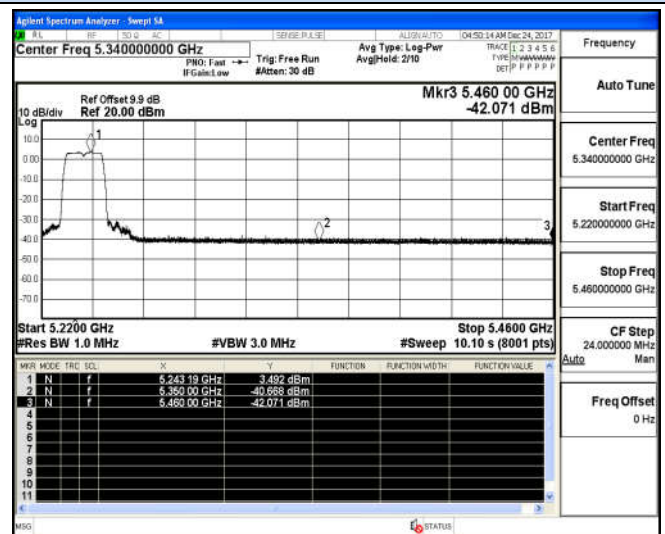 Agilent Spectrum Analyzer - Swept SA
RL RF 50 Ω AC SENSE:PULSE ALIGN AUTO 04:50:14 AM Dec 24, 2017
Center Freq 5.340000000 GHz
PNO: Fast Trig: Free Run
IFGain:Low #Atten: 30 dB
Avg Type: Log-Pwr
Avg|Hold: 2/10
TRACE 1 2 3 4 5 6
TYPE
DET P P P P P P
Frequency
Ref Offset 9.9 dB
10 dB/div Ref 20.00 dBm
Log
Mkr3 5.460 00 GHz
-42.071 dBm
10.0
0.00
-10.0
-20.0
-30.0
-40.0
-50.0
-60.0
-70.0
1
2
3
Start 5.2200 GHz Stop 5.4600 GHz
#Res BW 1.0 MHz #VBW 3.0 MHz #Sweep 10.10 s (8001 pts)
MKR MODE TRC SCL X Y FUNCTION FUNCTION WIDTH FUNCTION VALUE
1 N f 5.243 19 GHz 3.492 dBm
2 N f 5.350 00 GHz -40.668 dBm
3 N f 5.460 00 GHz -42.071 dBm
4
5
6
7
8
9
10
11
MSG STATUS
Auto Tune
Center Freq
5.340000000 GHz
Start Freq
5.220000000 GHz
Stop Freq
5.460000000 GHz
CF Step
24.000000 MHz
Auto Man
Freq Offset
0 Hz